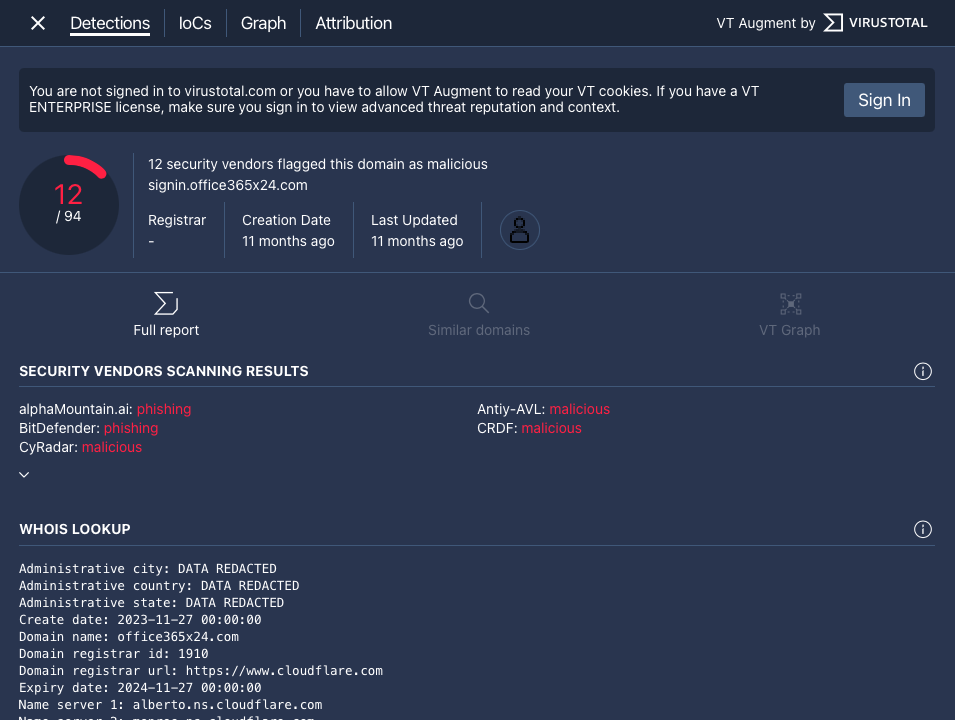 Detections IoCs Graph Attribution VT Augment by VIRUSTOTAL
You are not signed in to virustotal.com or you have to allow VT Augment to read your VT cookies. If you have a VT
ENTERPRISE license, make sure you sign in to view advanced threat reputation and context.
Sign In
12
/ 94
12 security vendors flagged this domain as malicious
signin.office365x24.com
Registrar
-
Creation Date
11 months ago
Last Updated
11 months ago
Full report
Similar domains
VT Graph
SECURITY VENDORS SCANNING RESULTS
alphaMountain.ai: phishing
Antiy-AVL: malicious
BitDefender: phishing
CRDF: malicious
CyRadar: malicious
WHOIS LOOKUP
Administrative city: DATA REDACTED
Administrative country: DATA REDACTED
Administrative state: DATA REDACTED
Create date: 2023-11-27 00:00:00
Domain name: office365x24.com
Domain registrar id: 1910
Domain registrar url: https://www.cloudflare.com
Expiry date: 2024-11-27 00:00:00
Name server 1: alberto.ns.cloudflare.com